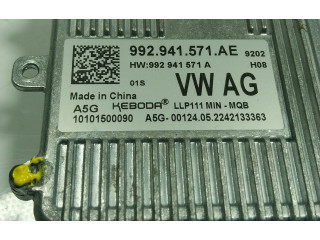 992.941.571.AE 9202
HW:992 941 571 A H08
01S VW AG
Made in China
A5G KEBODA® LLP111 MIN - MQB
10101500090 A5G- 00124.05.2242133363